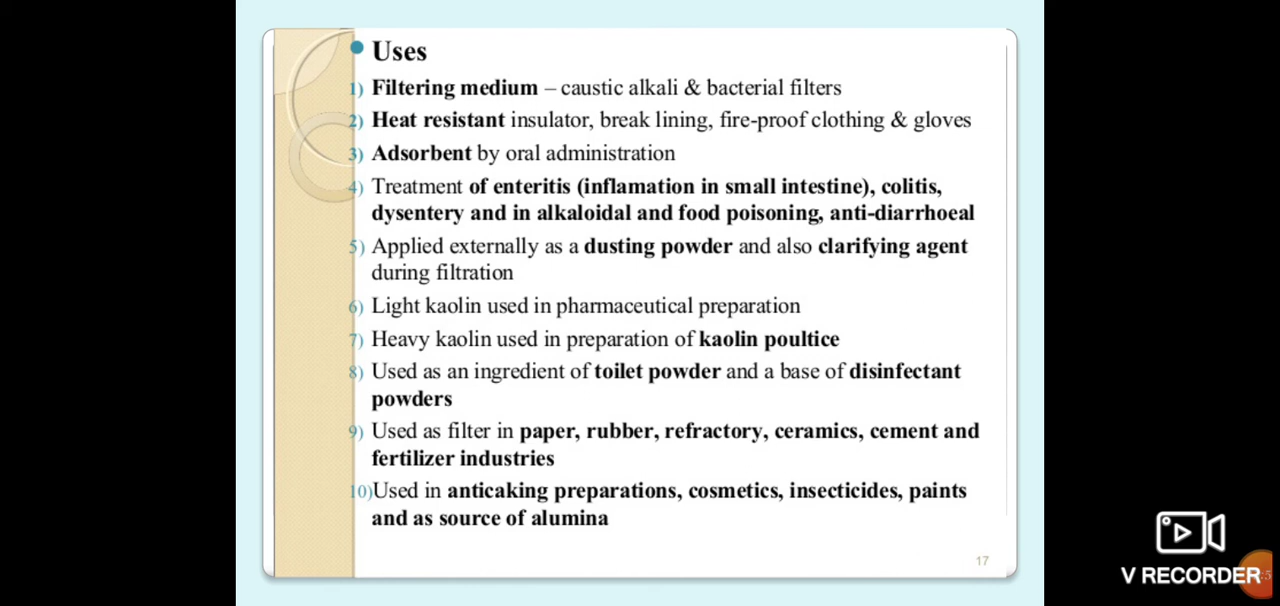 Uses
1) Filtering medium – caustic alkali & bacterial filters
2) Heat resistant insulator, break lining, fire-proof clothing & gloves
3) Adsorbent by oral administration
4) Treatment of enteritis (inflamation in small intestine), colitis,
dysentery and in alkaloidal and food poisoning, anti-diarrhoeal
5) Applied externally as a dusting powder and also clarifying agent
during filtration
6) Light kaolin used in pharmaceutical preparation
7) Heavy kaolin used in preparation of kaolin poultice
8) Used as an ingredient of toilet powder and a base of disinfectant
powders
9) Used as filter in paper, rubber, refractory, ceramics, cement and
fertilizer industries
10)Used in anticaking preparations, cosmetics, insecticides, paints
and as source of alumina
17
V RECORDER